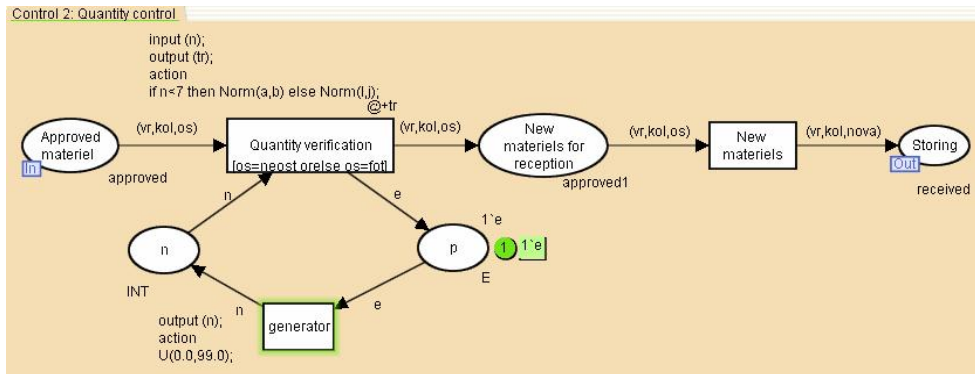 Control 2: Quantity control
input (n);
output (tr);
action
if n<7 then Norm(a,b) else Norm(l,j);
@+tr
Approved
materiel
In
approved
(vr,kol,os)
Quantity verification
[os=neost orelse os=fot]
(vr,kol,os)
New
materiels for
reception
approved1
(vr,kol,os)
New
materiels
(vr,kol,nova)
Storing
Out
received
n
e
n
INT
p
1`e
1
1`e
E
n
e
generator
output (n);
action
U(0.0,99.0);